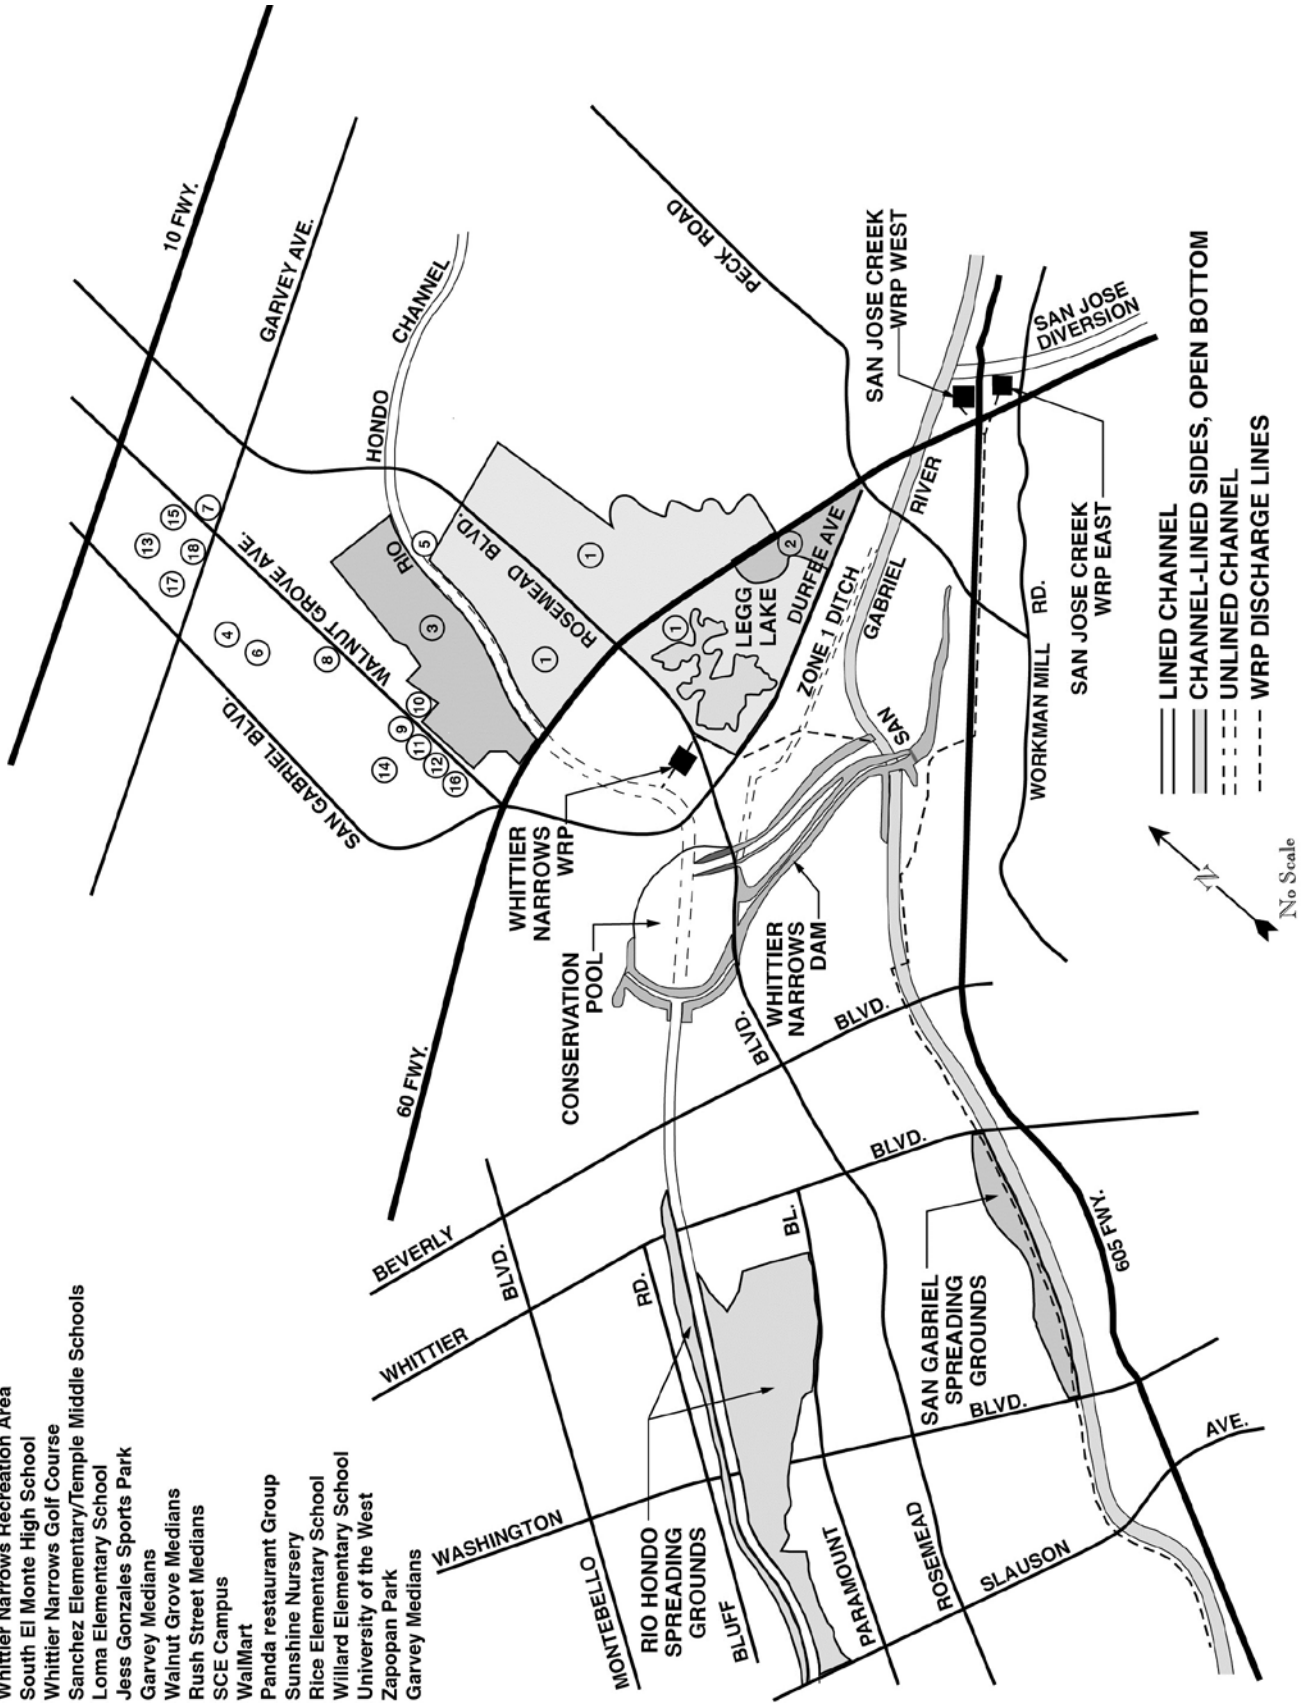 Whittier Narrows Recreation Area
South El Monte High School
Whittier Narrows Golf Course
Sanchez Elementary/Temple Middle Schools
Loma Elementary School
Jess Gonzales Sports Park
Garvey Medians
Walnut Grove Medians
Rush Street Medians
SCE Campus
WalMart
Panda restaurant Group
Sunshine Nursery
Rice Elementary School
Willard Elementary School
University of the West
Zapopan Park
Garvey Medians
10 FWY.
GARVEY AVE.
HONDO
CHANNEL
RIO
PECK ROAD
SAN GABRIEL BLVD.
WALNUT GROVE AVE.
ROSEMEAD BLVD.
13
15
7
17
18
4
6
8
9
10
11
12
14
16
3
5
1
1
1
2
LEGG
LAKE
DURFEE AVE
ZONE 1 DITCH
SAN
GABRIEL
RIVER
SAN JOSE CREEK
WRP WEST
SAN JOSE
DIVERSION
SAN JOSE CREEK
WRP EAST
WORKMAN MILL
RD.
WHITTIER
NARROWS
WRP
CONSERVATION
POOL
WHITTIER
NARROWS
DAM
60 FWY.
BLVD.
BEVERLY
BLVD.
WHITTIER
BLVD.
MONTEBELLO
BLVD.
BLUFF
RD.
PARAMOUNT
BL.
ROSEMEAD
WASHINGTON
BLVD.
SLAUSON
AVE.
605 FWY.
RIO HONDO
SPREADING
GROUNDS
SAN GABRIEL
SPREADING
GROUNDS
LINED CHANNEL
CHANNEL-LINED SIDES, OPEN BOTTOM
UNLINED CHANNEL
WRP DISCHARGE LINES
N
No Scale